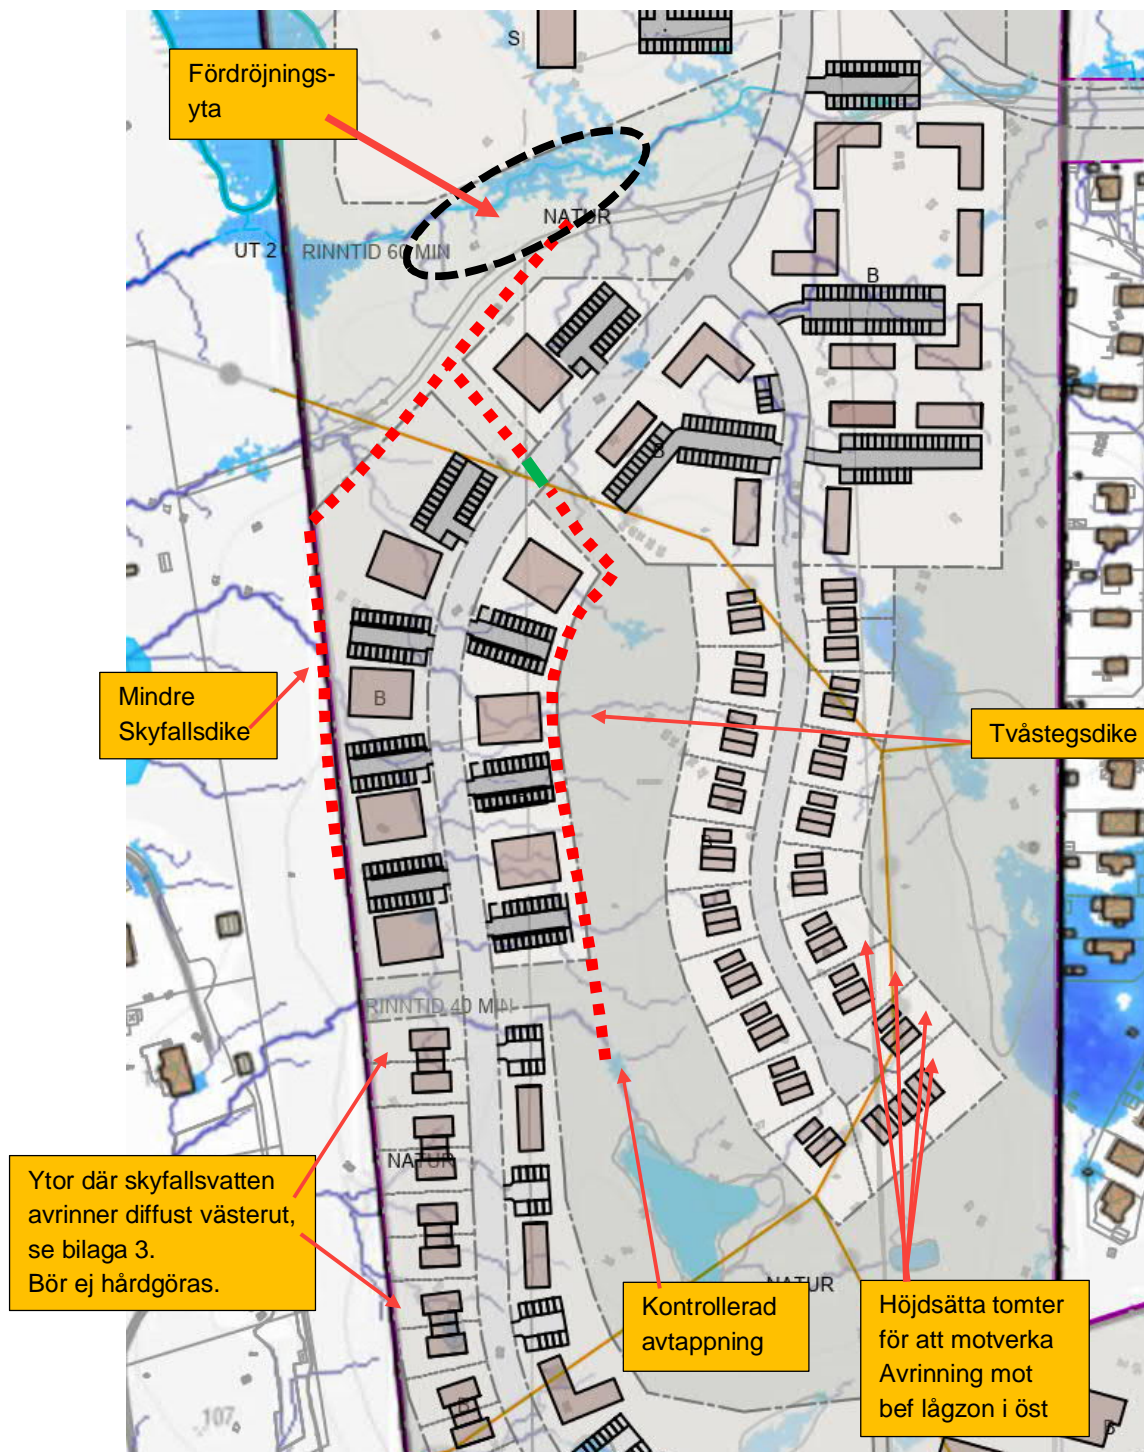 S
Fördröjnings-
yta
NATUR
UT 2
RINNTID 60 MIN
B
B
Mindre
Skyfallsdike
B
Tvåstegsdike
RINNTID 40 MIN
NATUR
Ytor där skyfallsvatten
avrinner diffust västerut,
se bilaga 3.
Bör ej hårdgöras.
NATUR
Kontrollerad
avtappning
Höjdsätta tomter
för att motverka
Avrinning mot
bef lågzon i öst
107